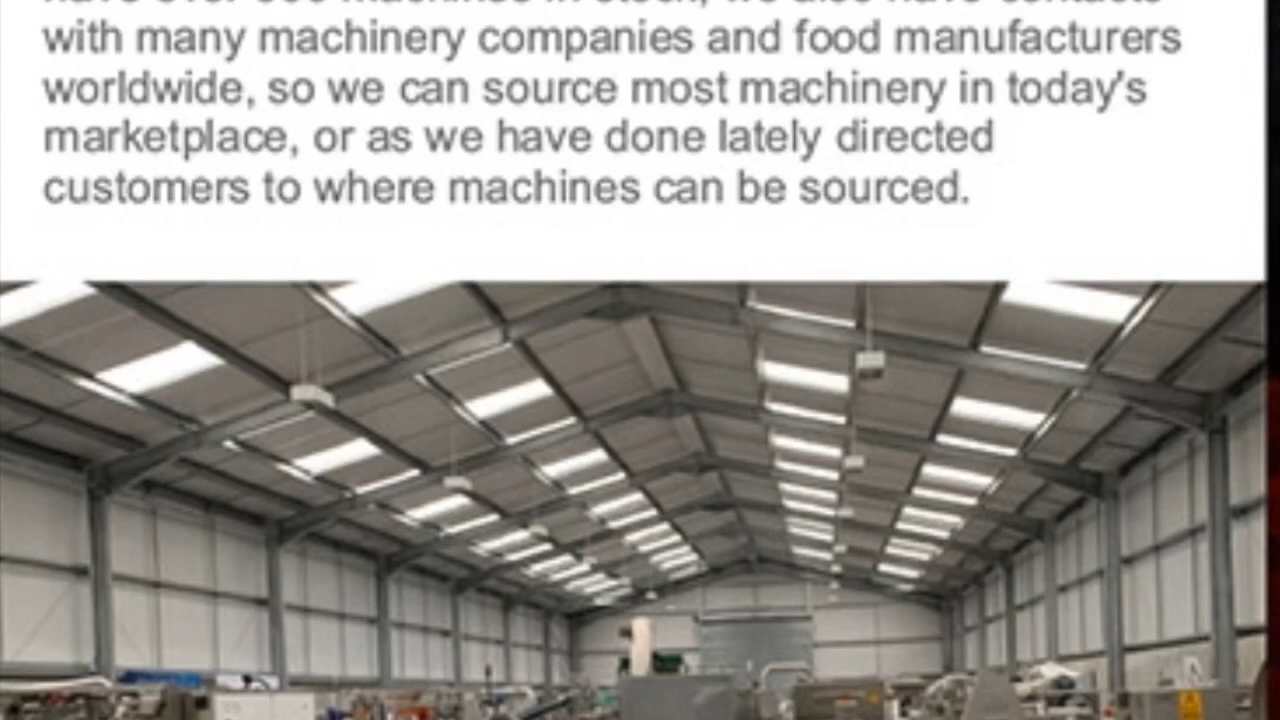 with many machinery companies and food manufacturers
worldwide, so we can source most machinery in today's
marketplace, or as we have done lately directed
customers to where machines can be sourced.